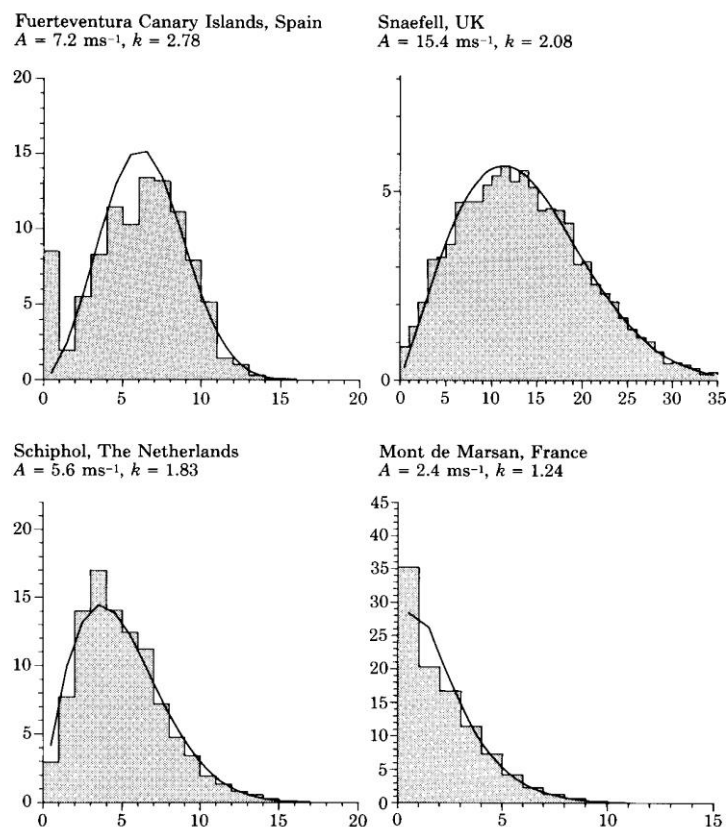 Fuerteventura Canary Islands, Spain
A = 7.2 ms⁻¹, k = 2.78
20
15
10
5
0
0 5 10 15 20
Snaefell, UK
A = 15.4 ms⁻¹, k = 2.08
5
0
0 5 10 15 20 25 30 35
Schiphol, The Netherlands
A = 5.6 ms⁻¹, k = 1.83
20
15
10
5
0
0 5 10 15 20
Mont de Marsan, France
A = 2.4 ms⁻¹, k = 1.24
45
40
35
30
25
20
15
10
5
0
0 5 10 15